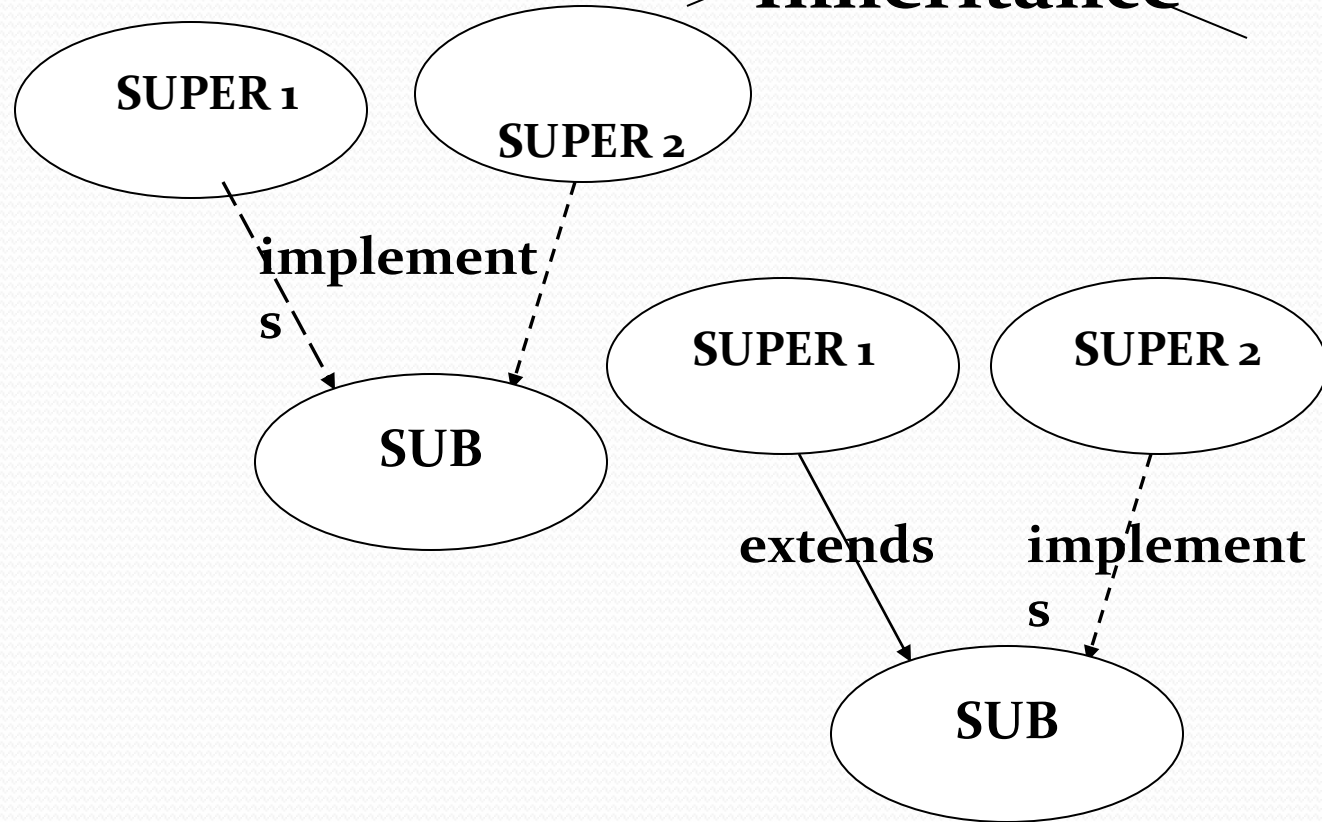 inheritance
SUPER 1
SUPER 2
implement
s
SUB
SUPER 1
SUPER 2
extends
implement
s
SUB